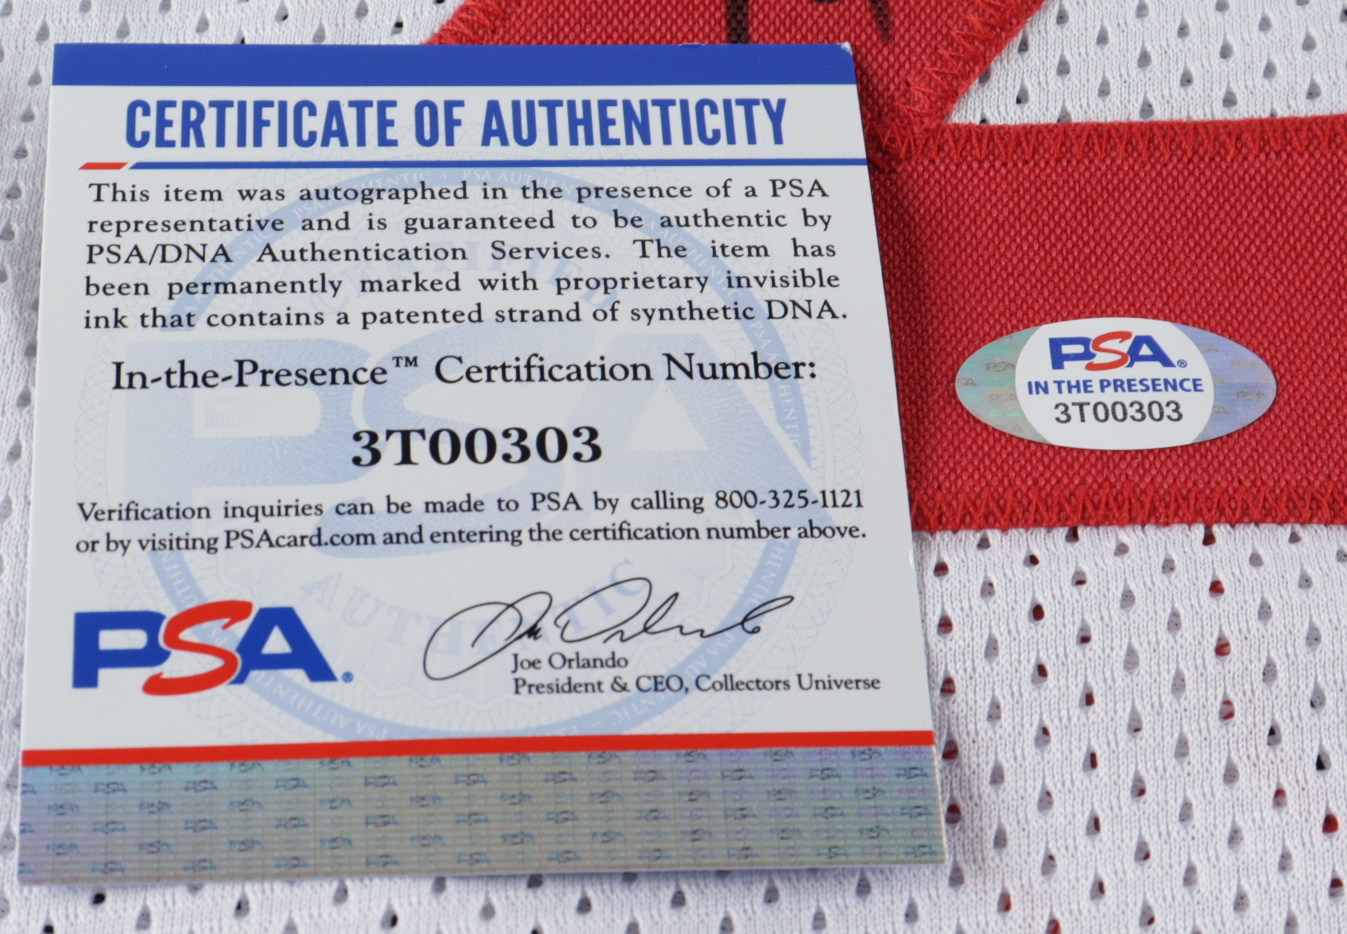 CERTIFICATE OF AUTHENTICITY
This item was autographed in the presence of a PSA
representative and is guaranteed to be authentic by
PSA/DNA Authentication Services. The item has
been permanently marked with proprietary invisible
ink that contains a patented strand of synthetic DNA.
In-the-Presence™ Certification Number:
3T00303
Verification inquiries can be made to PSA by calling 800-325-1121
or by visiting PSAcard.com and entering the certification number above.
PSA®
Joe Orlando
President & CEO, Collectors Universe
PSA®
IN THE PRESENCE
3T00303